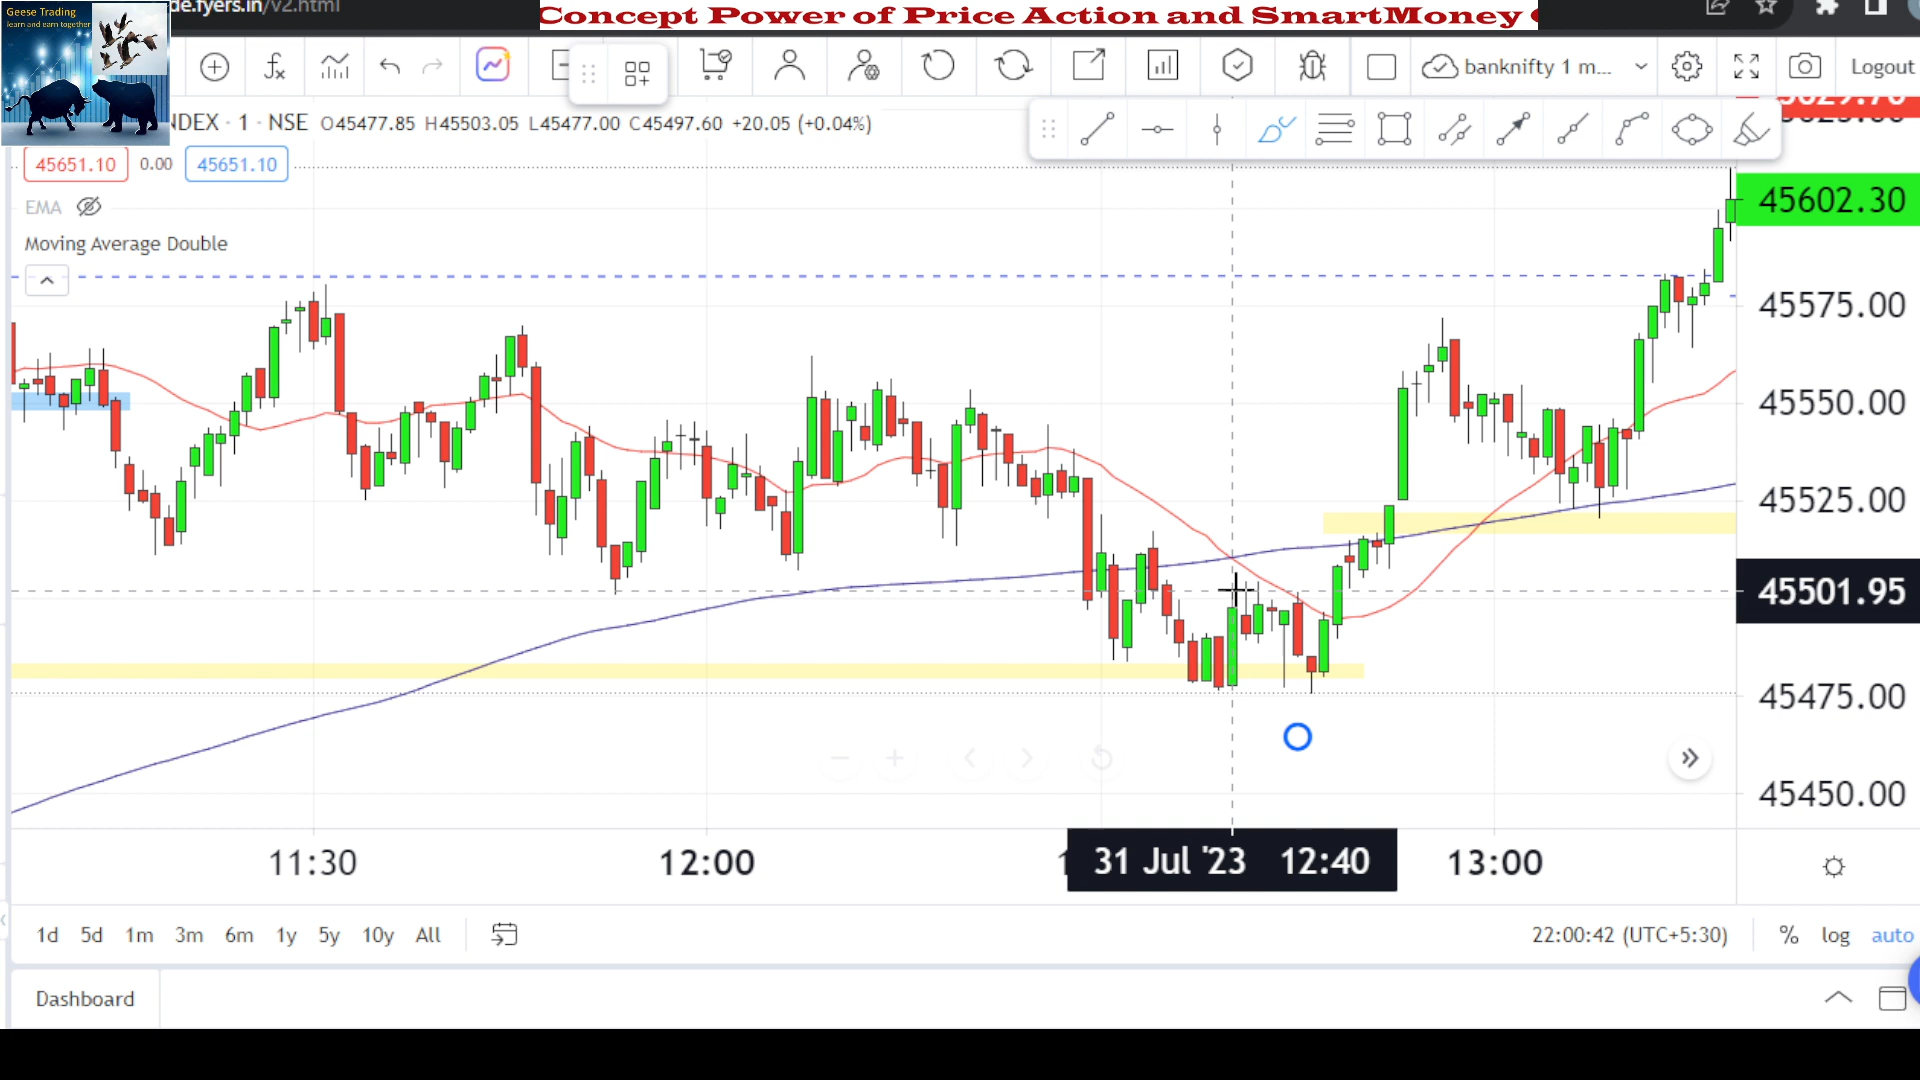 Geese Trading
learn and earn together
de.fyers.in/v2.html
Concept Power of Price Action and SmartMoney
banknifty 1 m...
Logout
NDEX · 1 · NSE O45477.85 H45503.05 L45477.00 C45497.60 +20.05 (+0.04%)
45651.10 0.00 45651.10
EMA
Moving Average Double
45602.30
45575.00
45550.00
45525.00
45501.95
45475.00
45450.00
11:30 12:00 31 Jul '23 12:40 13:00
1d 5d 1m 3m 6m 1y 5y 10y All
22:00:42 (UTC+5:30) % log auto
Dashboard